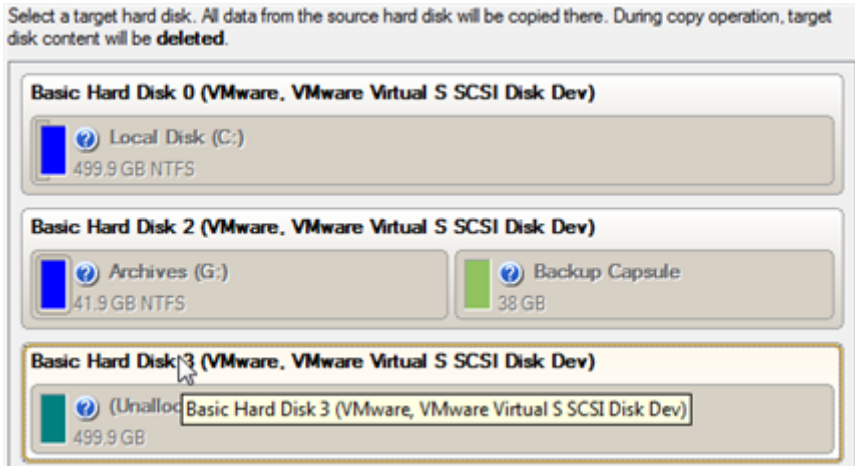 Select a target hard disk. All data from the source hard disk will be copied there. During copy operation, target
disk content will be deleted.
Basic Hard Disk 0 (VMware, VMware Virtual S SCSI Disk Dev)
Local Disk (C:)
499.9 GB NTFS
Basic Hard Disk 2 (VMware, VMware Virtual S SCSI Disk Dev)
Archives (G:)
41.9 GB NTFS
Backup Capsule
38 GB
Basic Hard Disk 3 (VMware, VMware Virtual S SCSI Disk Dev)
(Unalloc
Basic Hard Disk 3 (VMware, VMware Virtual S SCSI Disk Dev)
499.9 GB